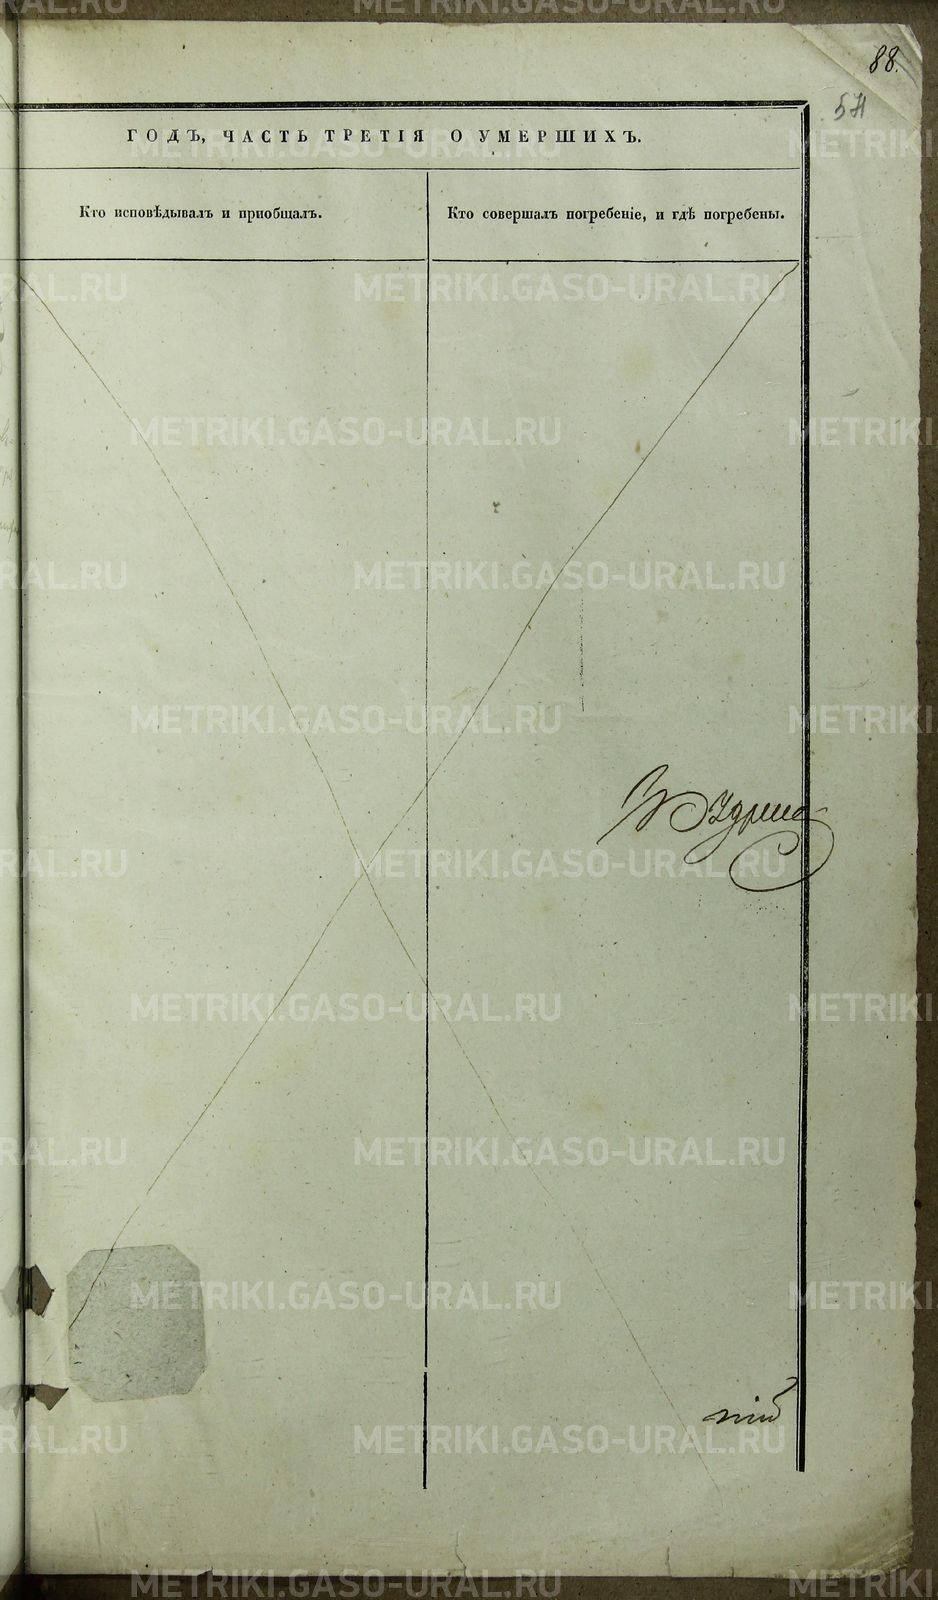 88.
571
ГОДЪ, ЧАСТЬ ТРЕТІЯ О УМЕРШИХЪ.
Кто исповѣдывалъ и приобщалъ.
Кто совершалъ погребеніе, и гдѣ погребены.
METRIKI.GASO-URAL.RU